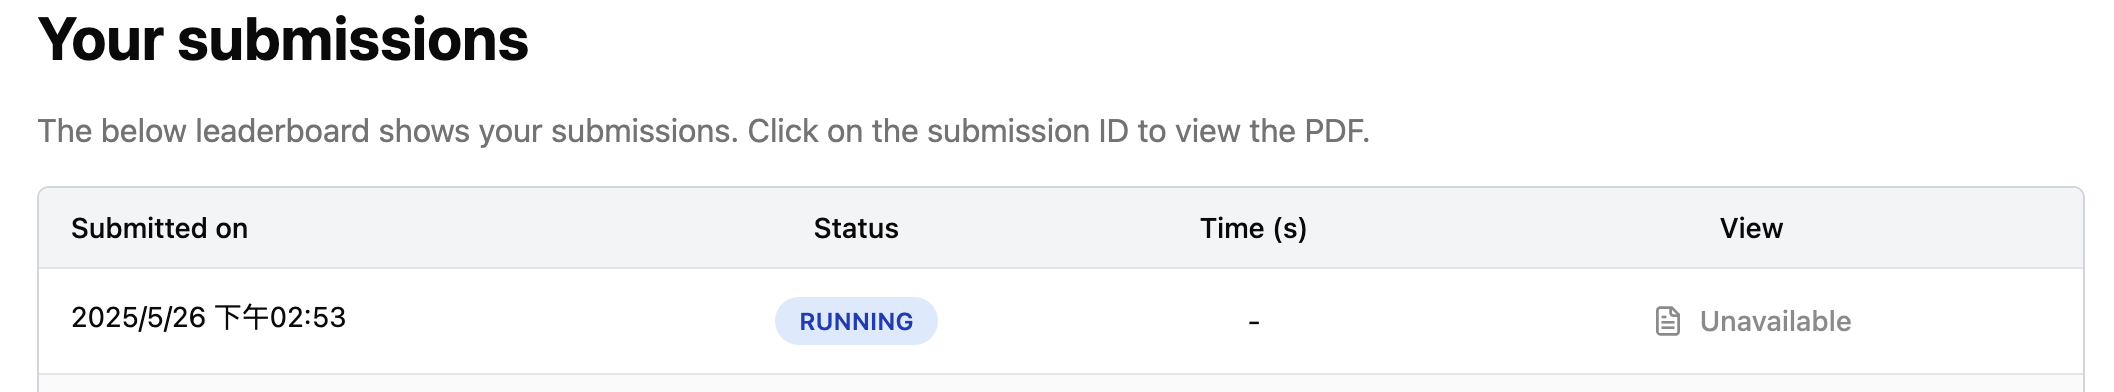 Your submissions
The below leaderboard shows your submissions. Click on the submission ID to view the PDF.
Submitted on Status Time (s) View
2025/5/26 下午02:53 RUNNING - Unavailable